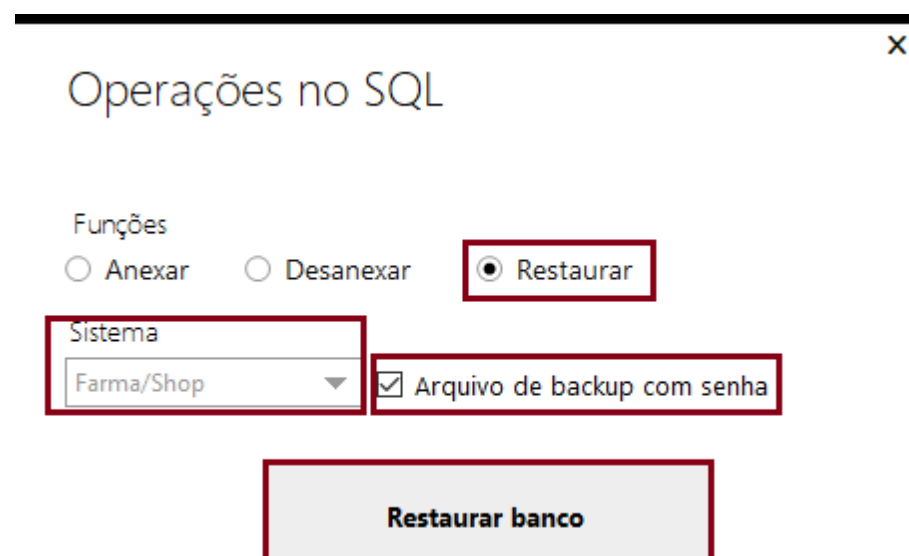 Operações no SQL
Funções
Anexar Desanexar Restaurar
Sistema
Farma/Shop Arquivo de backup com senha
Restaurar banco